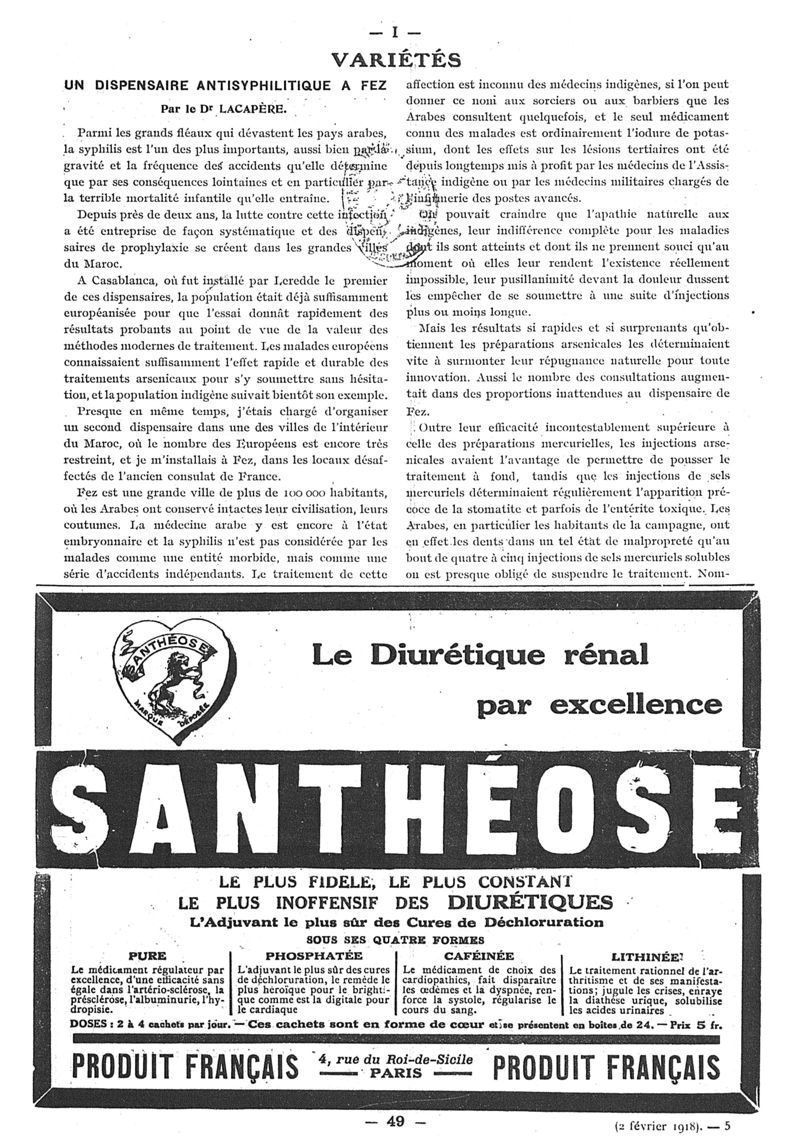 — I —
VARIÉTÉS
UN DISPENSAIRE ANTISYPHILITIQUE A FEZ
Par le Dr LACAPÈRE.
Parmi les grands fléaux qui dévastent les pays arabes,
la syphilis est l'un des plus importants, aussi bien par la
gravité et la fréquence des accidents qu'elle détermine
que par ses conséquences lointaines et en particulier par
la terrible mortalité infantile qu'elle entraîne.
Depuis près de deux ans, la lutte contre cette infection
a été entreprise de façon systématique et des dispen-
saires de prophylaxie se créent dans les grandes villes
du Maroc.
A Casablanca, où fut installé par Leredde le premier
de ces dispensaires, la population était déjà suffisamment
européanisée pour que l'essai donnât rapidement des
résultats probants au point de vue de la valeur des
méthodes modernes de traitement. Les malades européens
connaissaient suffisamment l'effet rapide et durable des
traitements arsenicaux pour s'y soumettre sans hésita-
tion, et la population indigène suivait bientôt son exemple.
Presque en même temps, j'étais chargé d'organiser
un second dispensaire dans une des villes de l'intérieur
du Maroc, où le nombre des Européens est encore très
restreint, et je m'installais à Fez, dans les locaux désaf-
fectés de l'ancien consulat de France.
Fez est une grande ville de plus de 100 000 habitants,
où les Arabes ont conservé intactes leur civilisation, leurs
coutumes. La médecine arabe y est encore à l'état
embryonnaire et la syphilis n'est pas considérée par les
malades comme une entité morbide, mais comme une
série d'accidents indépendants. Le traitement de cette
affection est inconnu des médecins indigènes, si l'on peut
donner ce nom aux sorciers ou aux barbiers que les
Arabes consultent quelquefois, et le seul médicament
connu des malades est ordinairement l'iodure de potas-
sium, dont les effets sur les lésions tertiaires ont été
depuis longtemps mis à profit par les médecins de l'Assis-
tance indigène ou par les médecins militaires chargés de
l'infirmerie des postes avancés.
On pouvait craindre que l'apathie naturelle aux
indigènes, leur indifférence complète pour les maladies
dont ils sont atteints et dont ils ne prennent souci qu'au
moment où elles leur rendent l'existence réellement
impossible, leur pusillanimité devant la douleur dussent
les empêcher de se soumettre à une suite d'injections
plus ou moins longue.
Mais les résultats si rapides et si surprenants qu'ob-
tiennent les préparations arsenicales les déterminaient
vite à surmonter leur répugnance naturelle pour toute
innovation. Aussi le nombre des consultations augmen-
tait dans des proportions inattendues au dispensaire de
Fez.
Outre leur efficacité incontestablement supérieure à
celle des préparations mercurielles, les injections arse-
nicales avaient l'avantage de permettre de pousser le
traitement à fond, tandis que les injections de sels
mercuriels déterminaient régulièrement l'apparition pré-
coce de la stomatite et parfois de l'entérite toxique. Les
Arabes, en particulier les habitants de la campagne, ont
en effet les dents dans un tel état de malpropreté qu'au
bout de quatre à cinq injections de sels mercuriels solubles
on est presque obligé de suspendre le traitement. Nom-
SANTHÉOSE
MARQUE DÉPOSÉE
Le Diurétique rénal
par excellence
SANTHÉOSE
LE PLUS FIDELE, LE PLUS CONSTANT
LE PLUS INOFFENSIF DES DIURÉTIQUES
L'Adjuvant le plus sûr des Cures de Déchloruration
SOUS SES QUATRE FORMES
PURE
Le médicament régulateur par
excellence, d'une efficacité sans
égale dans l'artério-sclérose, la
présclérose, l'albuminurie, l'hy-
dropisie.
PHOSPHATÉE
L'adjuvant le plus sûr des cures
de déchloruration, le remède le
plus héroïque pour le brighti-
que comme est la digitale pour
le cardiaque
CAFÉINÉE
Le médicament de choix des
cardiopathies, fait disparaître
les œdèmes et la dyspnée, ren-
force la systole, régularise le
cours du sang.
LITHINÉE
Le traitement rationnel de l'ar-
thritisme et de ses manifesta-
tions; jugule les crises, enraye
la diathèse urique, solubilise
les acides urinaires.
DOSES : 2 à 4 cachets par jour. — Ces cachets sont en forme de cœur et se présentent en boîtes de 24. — Prix 5 fr.
PRODUIT FRANÇAIS
4, rue du Roi-de-Sicile
PARIS
PRODUIT FRANÇAIS
— 49 —
(2 février 1918). — 5